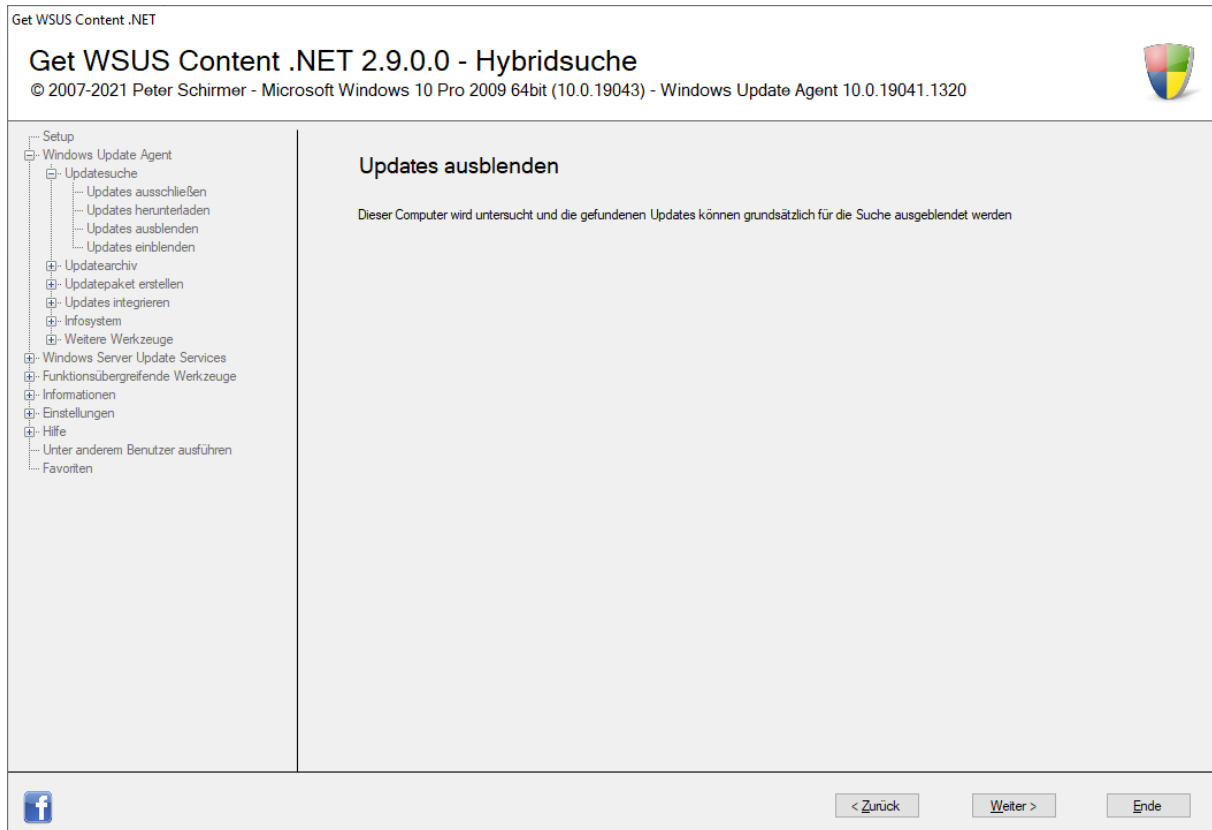 Get WSUS Content .NET
Get WSUS Content .NET 2.9.0.0 - Hybridsuche
© 2007-2021 Peter Schirmer - Microsoft Windows 10 Pro 2009 64bit (10.0.19043) - Windows Update Agent 10.0.19041.1320
Setup
Windows Update Agent
Updatesuche
Updates ausschließen
Updates herunterladen
Updates ausblenden
Updates einblenden
Updatearchiv
Updatepaket erstellen
Updates integrieren
Infosystem
Weitere Werkzeuge
Windows Server Update Services
Funktionsübergreifende Werkzeuge
Informationen
Einstellungen
Hilfe
Unter anderem Benutzer ausführen
Favoriten
Updates ausblenden
Dieser Computer wird untersucht und die gefundenen Updates können grundsätzlich für die Suche ausgeblendet werden
< Zurück
Weiter >
Ende